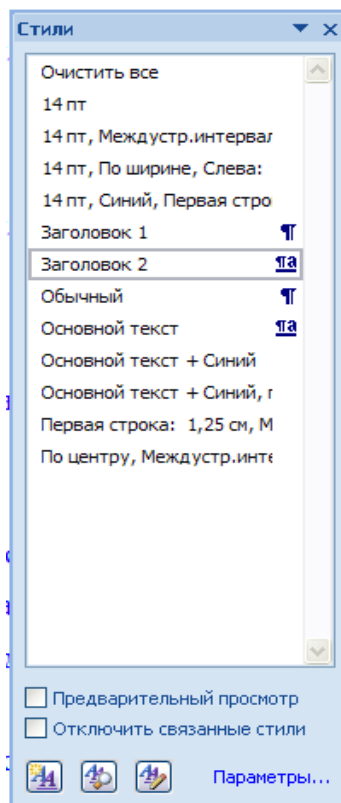 Стили
Очистить все
14 пт
14 пт, Междустр.интервал
14 пт, По ширине, Слева:
14 пт, Синий, Первая стро
Заголовок 1 ¶
Заголовок 2 ¶a
Обычный ¶
Основной текст ¶a
Основной текст + Синий
Основной текст + Синий, г
Первая строка: 1,25 см, М
По центру, Междустр.инте
Предварительный просмотр
Отключить связанные стили
Параметры...